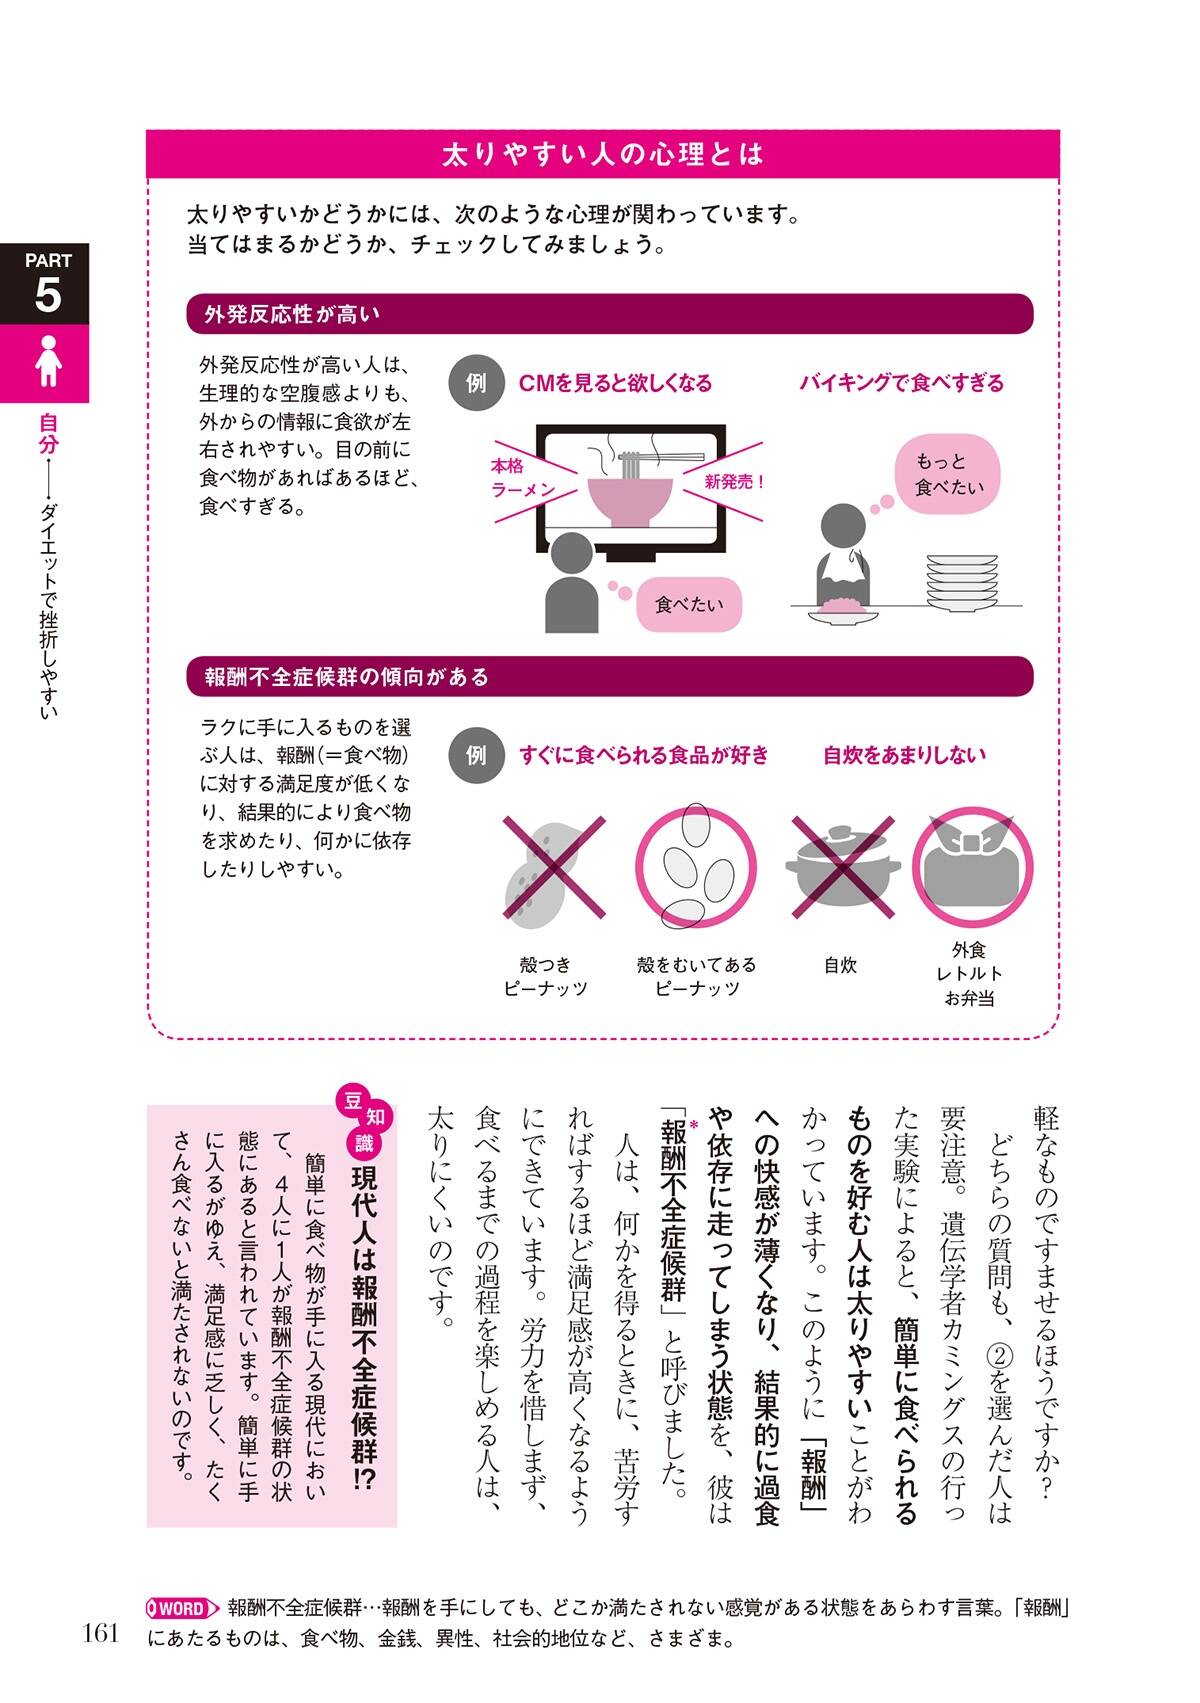 太りやすい人の心理とは
太りやすいかどうかには、次のような心理が関わっています。
当てはまるかどうか、チェックしてみましょう。
PART
5
自分――ダイエットで挫折しやすい
外発反応性が高い
外発反応性が高い人は、
生理的な空腹感よりも、
外からの情報に食欲が左
右されやすい。目の前に
食べ物があればあるほど、
食べすぎる。
例
CMを見ると欲しくなる
本格
ラーメン
新発売！
食べたい
バイキングで食べすぎる
もっと
食べたい
報酬不全症候群の傾向がある
ラクに手に入るものを選
ぶ人は、報酬（＝食べ物）
に対する満足度が低くな
り、結果的により食べ物
を求めたり、何かに依存
したりしやすい。
例
すぐに食べられる食品が好き
殻つき
ピーナッツ
殻をむいてある
ピーナッツ
自炊をあまりしない
自炊
外食
レトルト
お弁当
軽なものですませるほうですか？
どちらの質問も、②を選んだ人は
要注意。遺伝学者カミングスの行っ
た実験によると、簡単に食べられる
ものを好む人は太りやすいことがわ
かっています。このように「報酬」
への快感が薄くなり、結果的に過食
や依存に走ってしまう状態を、彼は
「報酬不全症候群*」と呼びました。
人は、何かを得るときに、苦労す
ればするほど満足感が高くなるよう
にできています。労力を惜しまず、
食べるまでの過程を楽しめる人は、
太りにくいのです。
豆知識
現代人は報酬不全症候群!?
簡単に食べ物が手に入る現代におい
て、4人に1人が報酬不全症候群の状
態にあると言われています。簡単に手
に入るがゆえ、満足感に乏しく、たく
さん食べないと満たされないのです。
WORD 報酬不全症候群…報酬を手にしても、どこか満たされない感覚がある状態をあらわす言葉。「報酬」
にあたるものは、食べ物、金銭、異性、社会的地位など、さまざま。
161